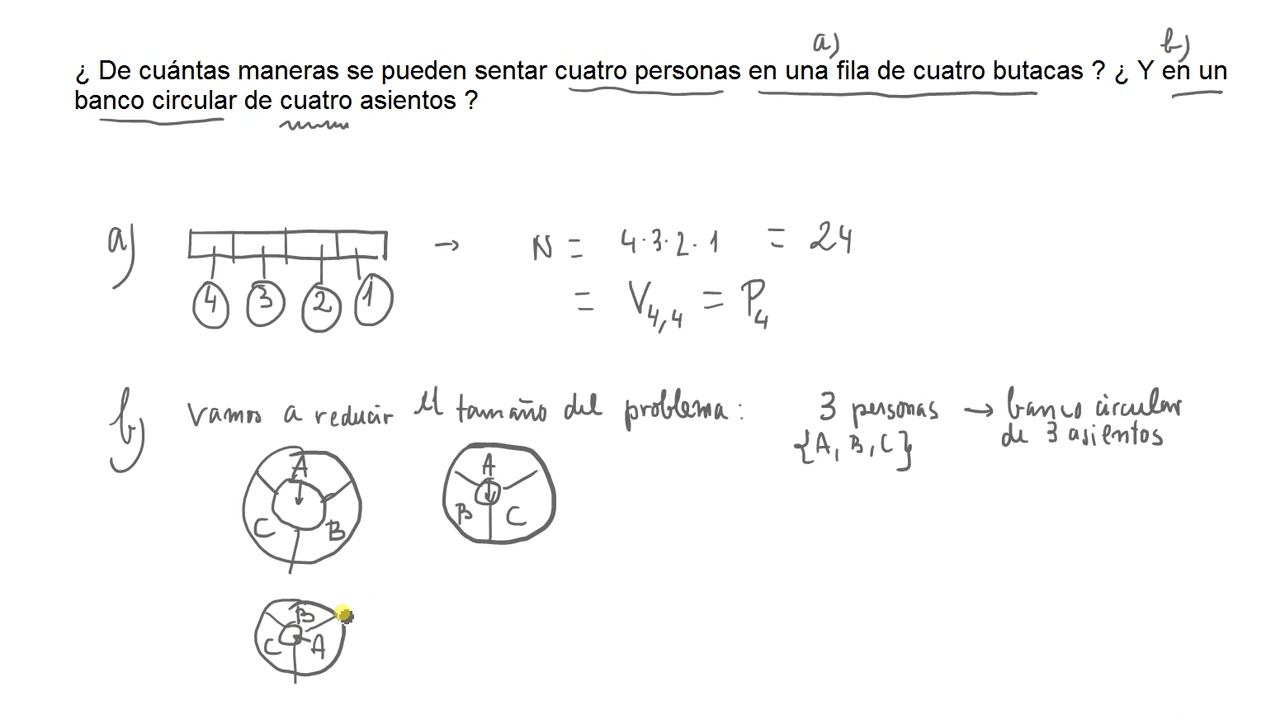 a) b)
¿ De cuántas maneras se pueden sentar cuatro personas en una fila de cuatro butacas ? ¿ Y en un
banco circular de cuatro asientos ?
a) → N = 4·3·2·1 = 24
4 3 2 1 = V4,4 = P4
b) vamos a reducir el tamaño del problema: 3 personas → banco circular
{A, B, C} de 3 asientos
A A
C B B C
B
C A